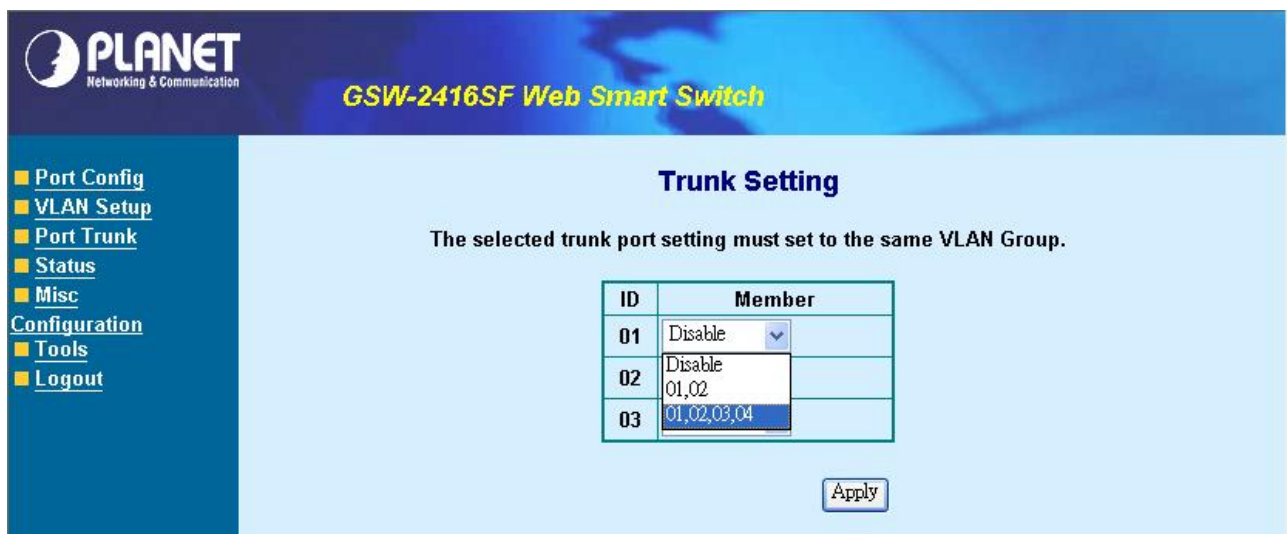 PLANET
Networking & Communication
GSW-2416SF Web Smart Switch
Port Config
VLAN Setup
Port Trunk
Status
Misc
Configuration
Tools
Logout
Trunk Setting
The selected trunk port setting must set to the same VLAN Group.
ID Member
01 Disable
Disable
02
01,02
03 01,02,03,04
Apply